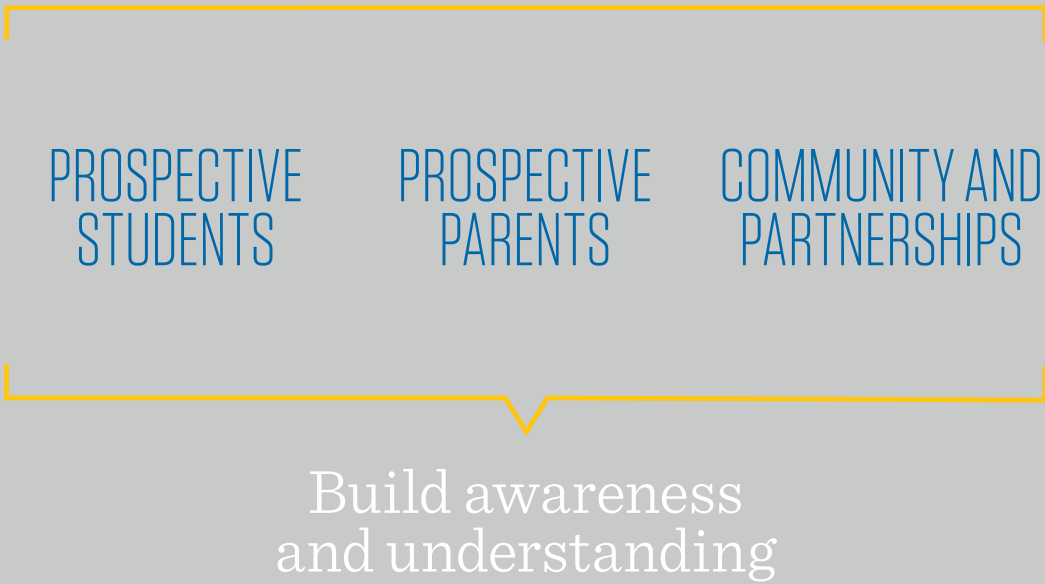 PROSPECTIVE
STUDENTS
PROSPECTIVE
PARENTS
COMMUNITY AND
PARTNERSHIPS
Build awareness
and understanding